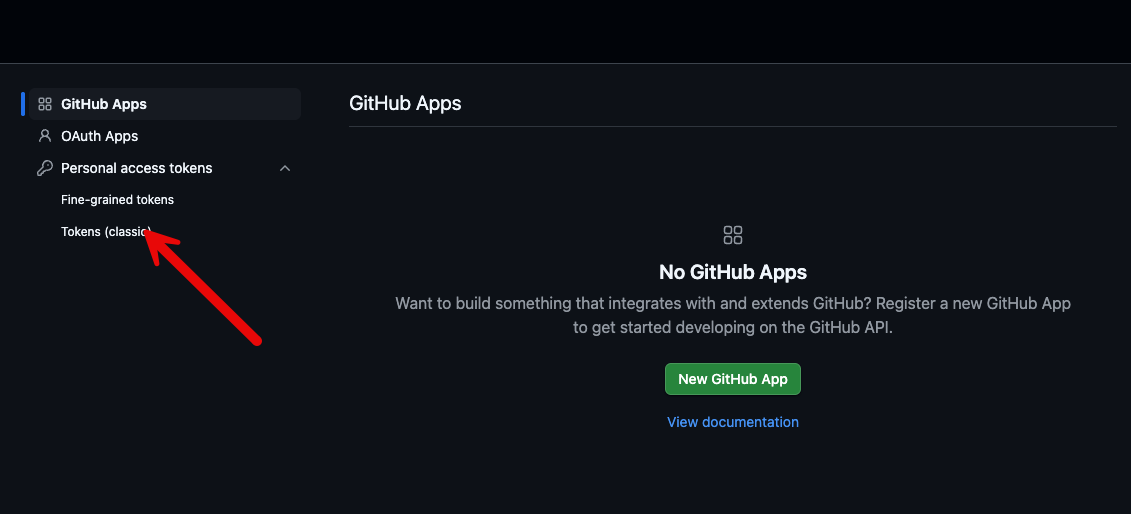 GitHub Apps
OAuth Apps
Personal access tokens
Fine-grained tokens
Tokens (classic)
GitHub Apps
No GitHub Apps
Want to build something that integrates with and extends GitHub? Register a new GitHub App
to get started developing on the GitHub API.
New GitHub App
View documentation